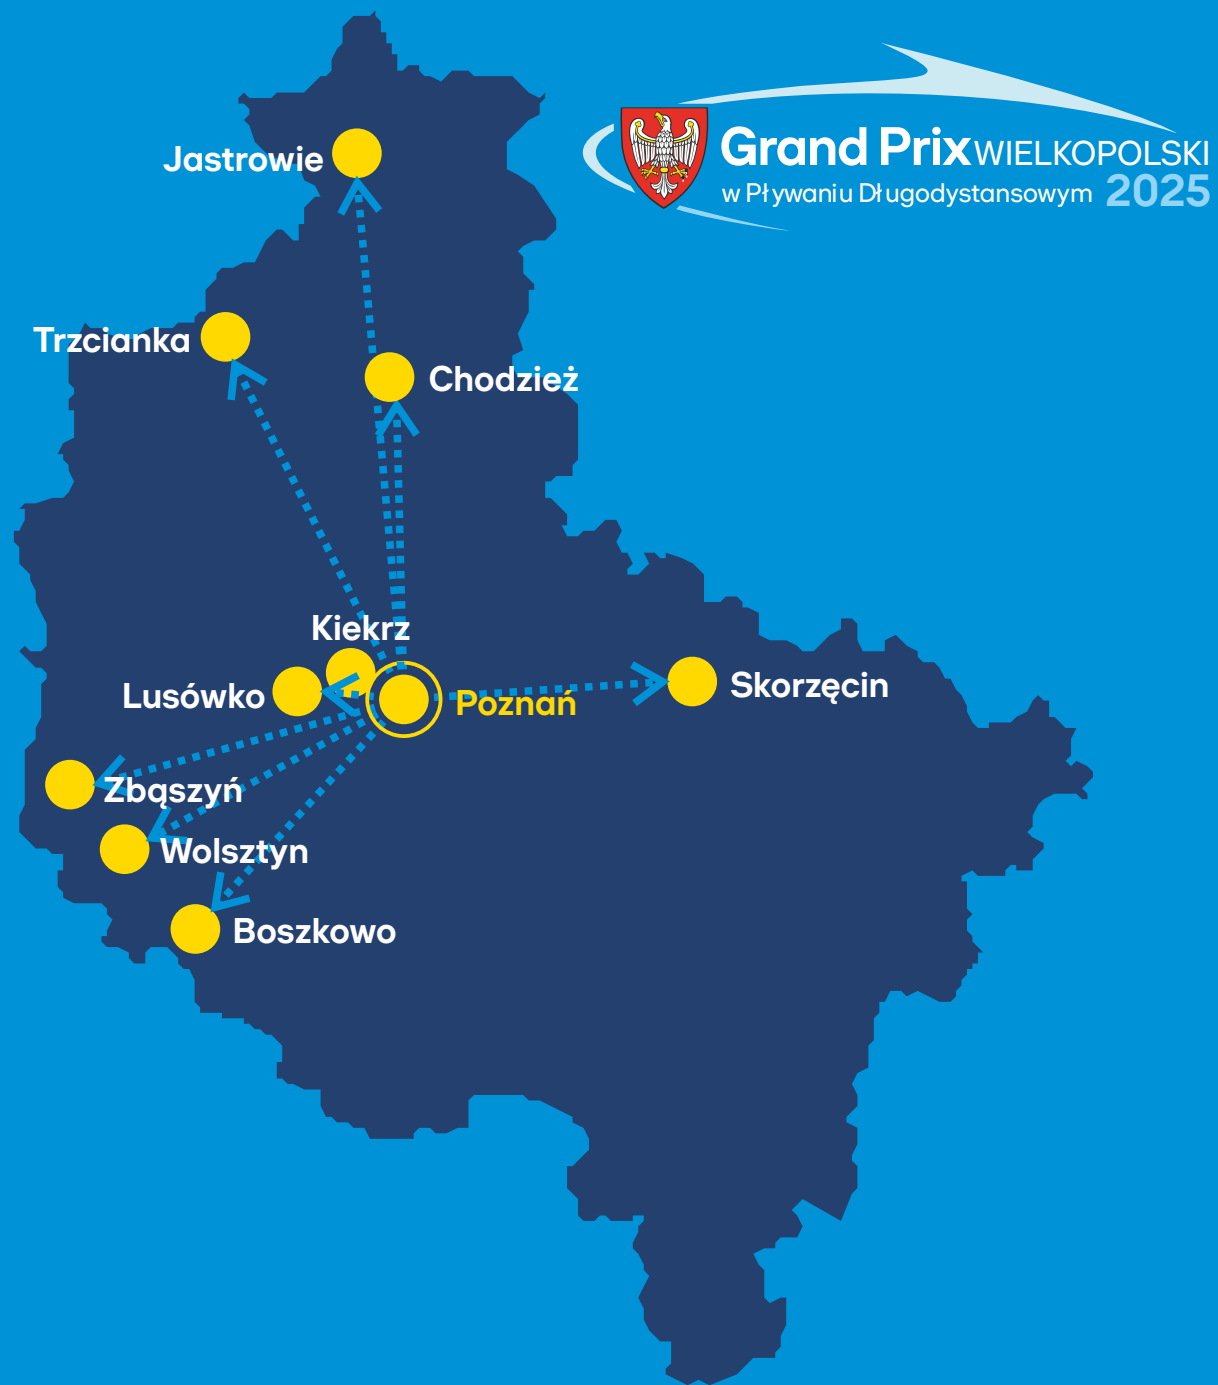 Grand Prix WIELKOPOLSKI
w Pływaniu Długodystansowym 2025
Jastrowie
Trzcianka
Chodzież
Kiekrz
Lusówko
Poznań
Skorzęcin
Zbąszyń
Wolsztyn
Boszkowo